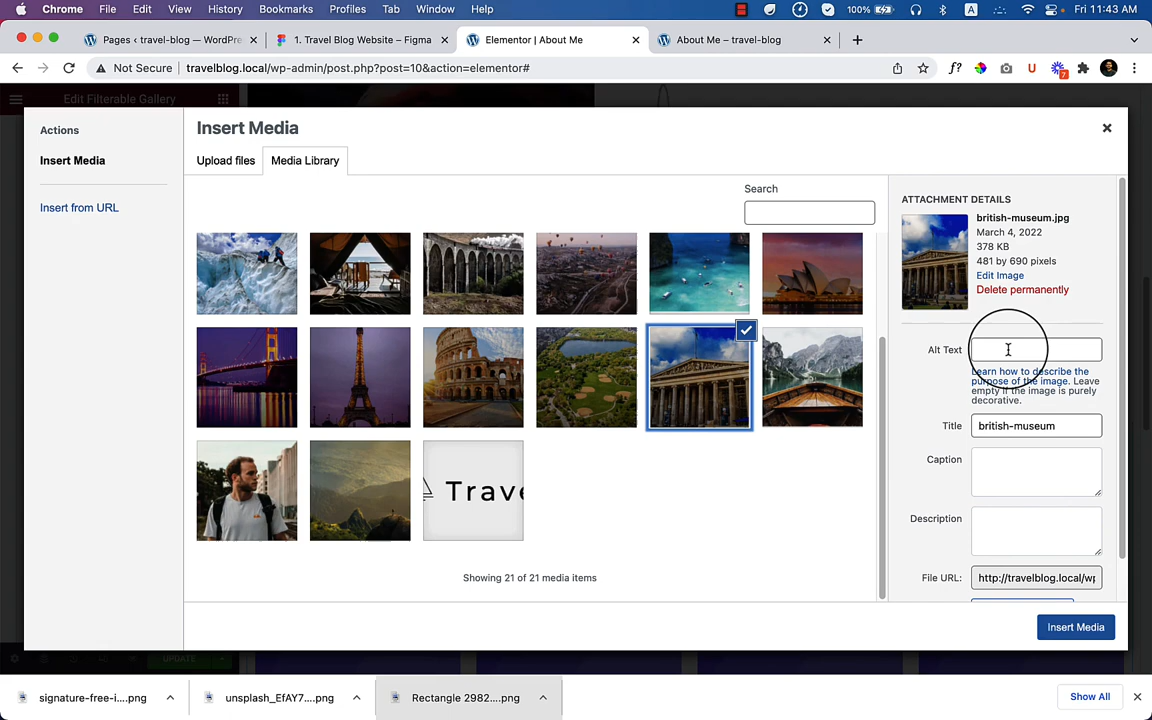 Chrome File Edit View History Bookmarks Profiles Tab Window Help
100% A Fri 11:43 AM
Pages ‹ travel-blog — WordPre
1. Travel Blog Website – Figma
Elementor | About Me
About Me – travel-blog
Not Secure travelblog.local/wp-admin/post.php?post=10&action=elementor#
f? U 7
Edit Filterable Gallery
Actions
Insert Media
Insert from URL
Insert Media
Upload files
Media Library
Search
Trave
Showing 21 of 21 media items
ATTACHMENT DETAILS
british-museum.jpg
March 4, 2022
378 KB
481 by 690 pixels
Edit Image
Delete permanently
Alt Text
Learn how to describe the
purpose of the image. Leave
empty if the image is purely
decorative.
Title british-museum
Caption
Description
File URL: http://travelblog.local/wp
Insert Media
UPDATE
signature-free-i....png
unsplash_EfAY7....png
Rectangle 2982....png
Show All